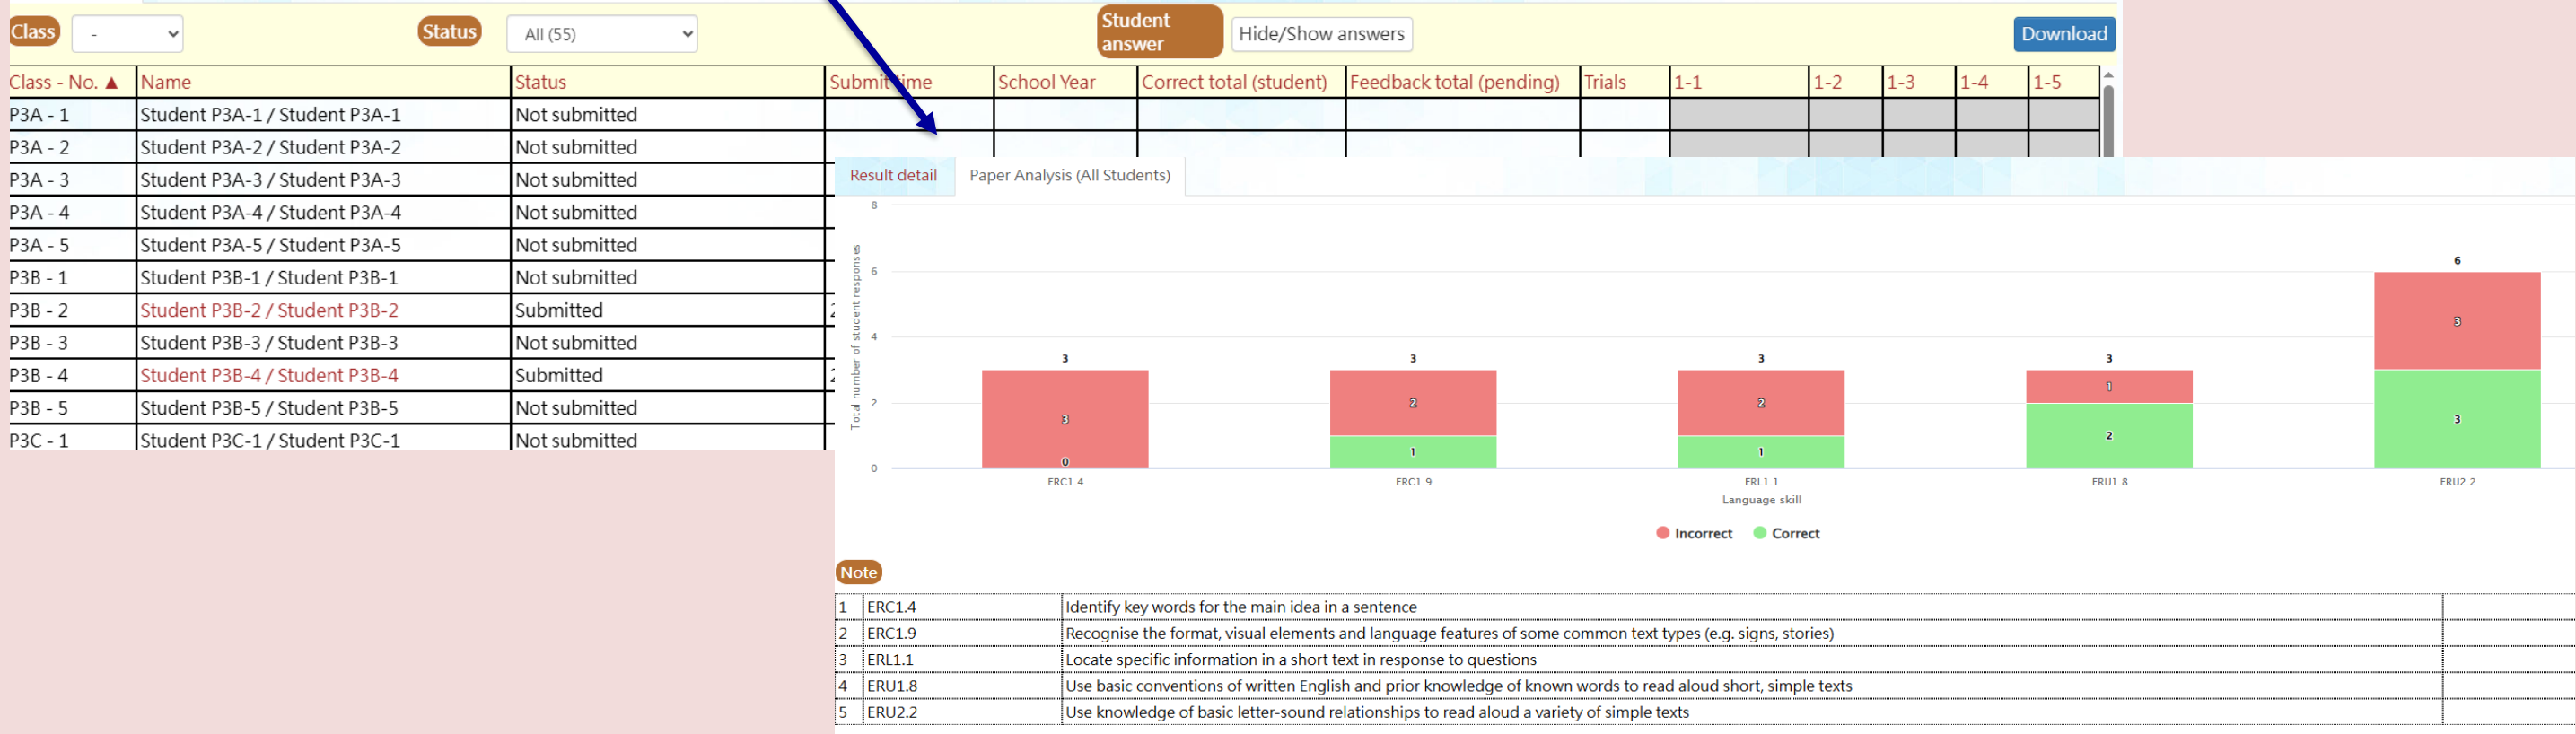 Class - Status All (55) Student answer Hide/Show answers Download
Class - No. ▲ Name Status Submit time School Year Correct total (student) Feedback total (pending) Trials 1-1 1-2 1-3 1-4 1-5
P3A - 1 Student P3A-1 / Student P3A-1 Not submitted
P3A - 2 Student P3A-2 / Student P3A-2 Not submitted
P3A - 3 Student P3A-3 / Student P3A-3 Not submitted
P3A - 4 Student P3A-4 / Student P3A-4 Not submitted
P3A - 5 Student P3A-5 / Student P3A-5 Not submitted
P3B - 1 Student P3B-1 / Student P3B-1 Not submitted
P3B - 2 Student P3B-2 / Student P3B-2 Submitted
P3B - 3 Student P3B-3 / Student P3B-3 Not submitted
P3B - 4 Student P3B-4 / Student P3B-4 Submitted
P3B - 5 Student P3B-5 / Student P3B-5 Not submitted
P3C - 1 Student P3C-1 / Student P3C-1 Not submitted
Result detail Paper Analysis (All Students)
Total number of student responses
8
6
4
2
0
3 3 3 3 6
3 2 2 1 3
0 1 1 2 3
ERC1.4 ERC1.9 ERL1.1 ERU1.8 ERU2.2
Language skill
Incorrect Correct
Note
1 ERC1.4 Identify key words for the main idea in a sentence
2 ERC1.9 Recognise the format, visual elements and language features of some common text types (e.g. signs, stories)
3 ERL1.1 Locate specific information in a short text in response to questions
4 ERU1.8 Use basic conventions of written English and prior knowledge of known words to read aloud short, simple texts
5 ERU2.2 Use knowledge of basic letter-sound relationships to read aloud a variety of simple texts